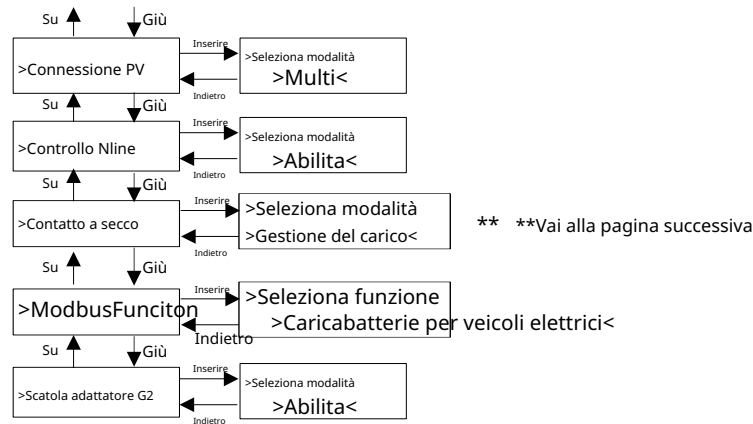 Su Giù
Inserire
>Connessione PV
>Seleziona modalità
>Multi<
Indietro
Su Giù
Inserire
>Controllo Nline
>Seleziona modalità
>Abilita<
Indietro
Su Giù
Inserire
>Contatto a secco
>Seleziona modalità
>Gestione del carico<
Indietro
** **Vai alla pagina successiva
Su Giù
Inserire
>ModbusFunciton
>Seleziona funzione
>Caricabatterie per veicoli elettrici<
Indietro
Su Giù
Inserire
>Scatola adattatore G2
>Seleziona modalità
>Abilita<
Indietro